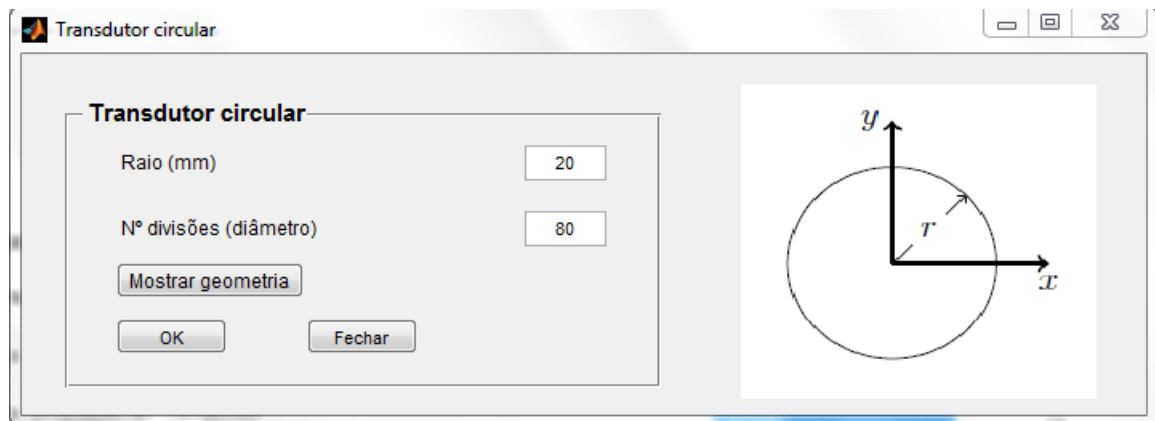 Transdutor circular
Transdutor circular
Raio (mm) 20
Nº divisões (diâmetro) 80
Mostrar geometria
OK Fechar
y
r
x